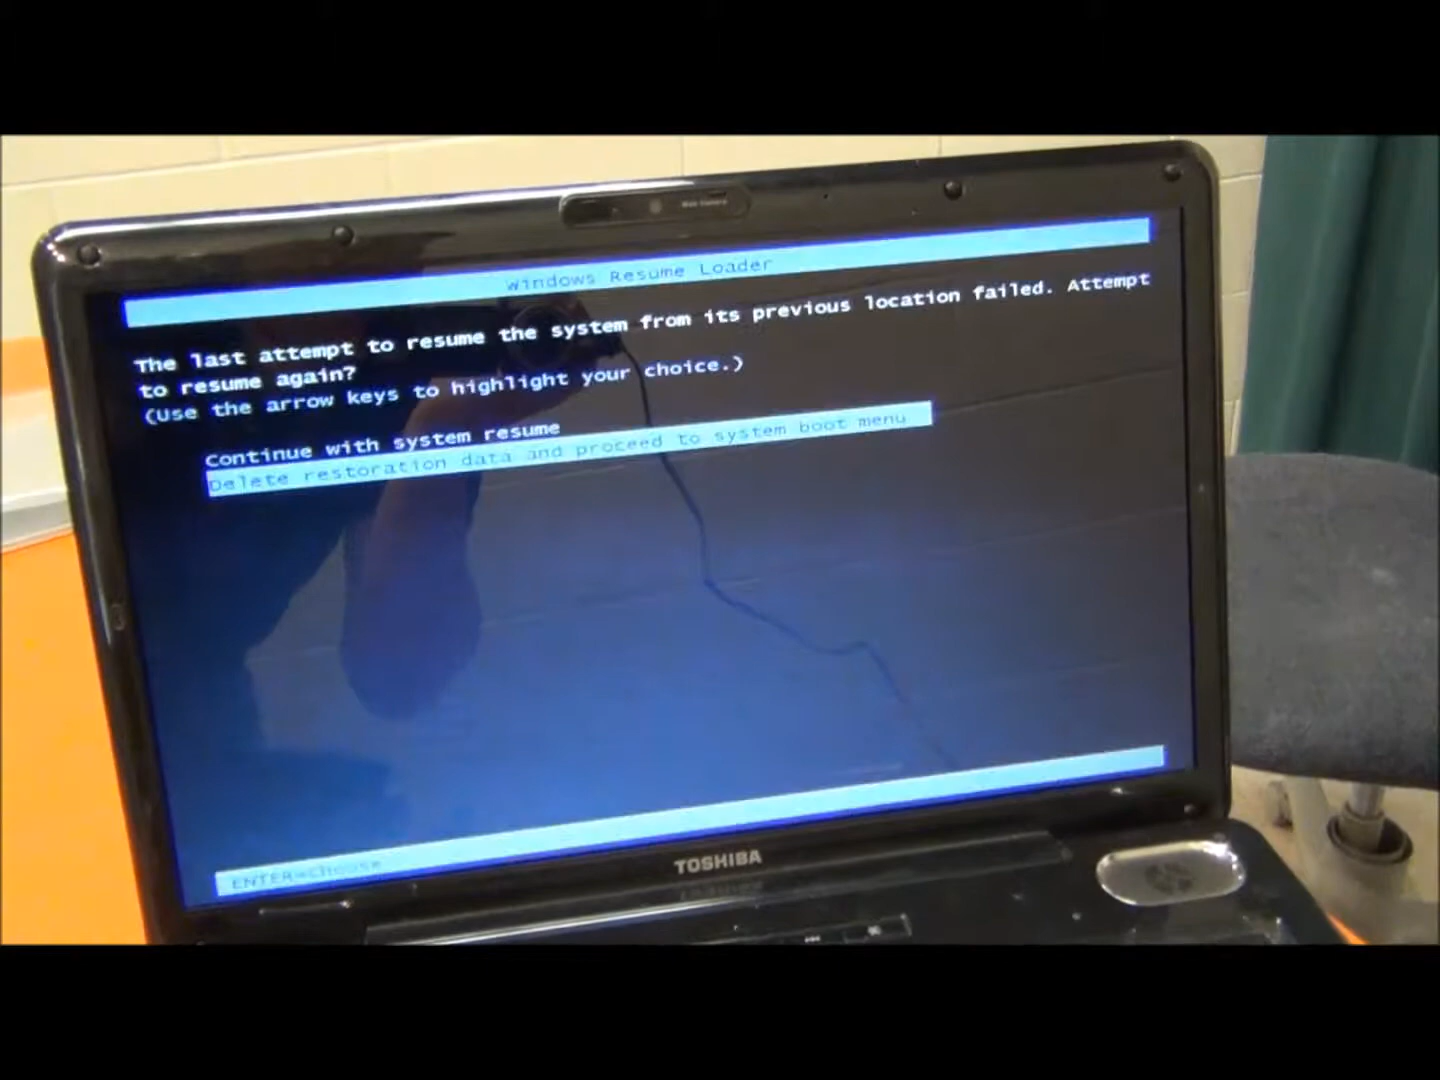 Web Camera
Windows Resume Loader
The last attempt to resume the system from its previous location failed. Attempt
to resume again?
(Use the arrow keys to highlight your choice.)
Continue with system resume
Delete restoration data and proceed to system boot menu
ENTER=Choose
TOSHIBA